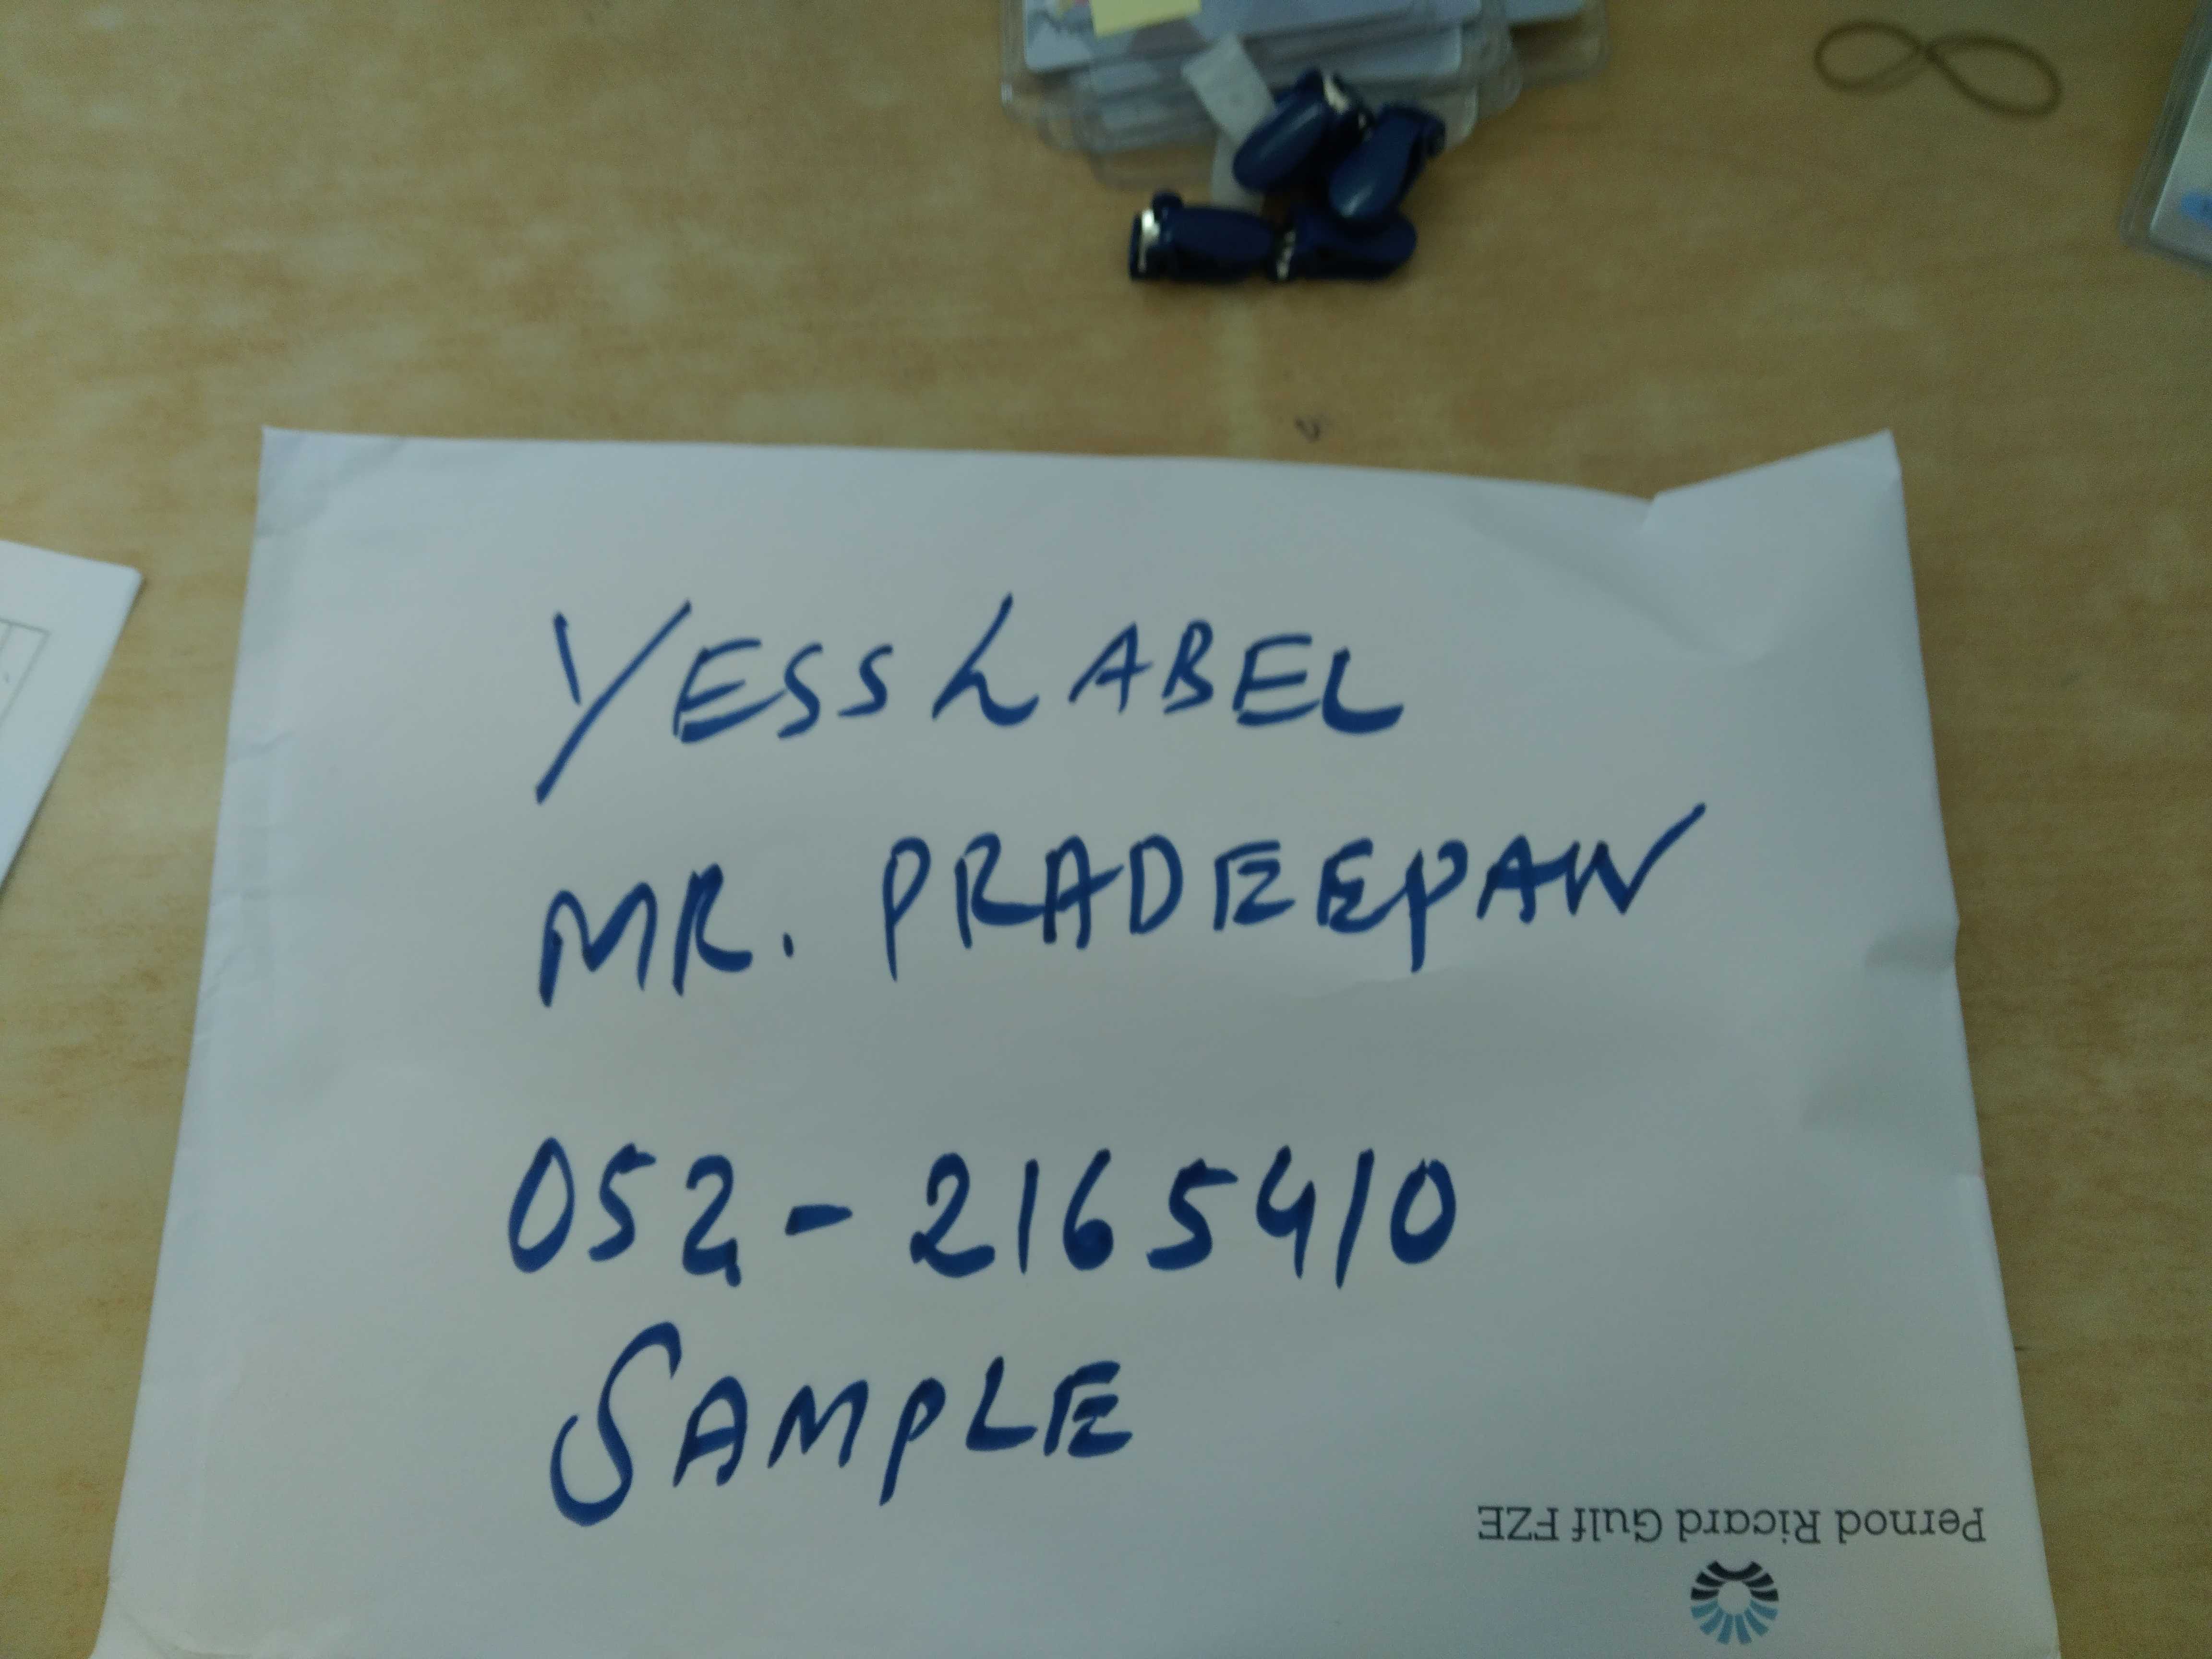 YESS LABEL
MR. PRADEEPAN
052-2165410
SAMPLE
Pernod Ricard Gulf FZE